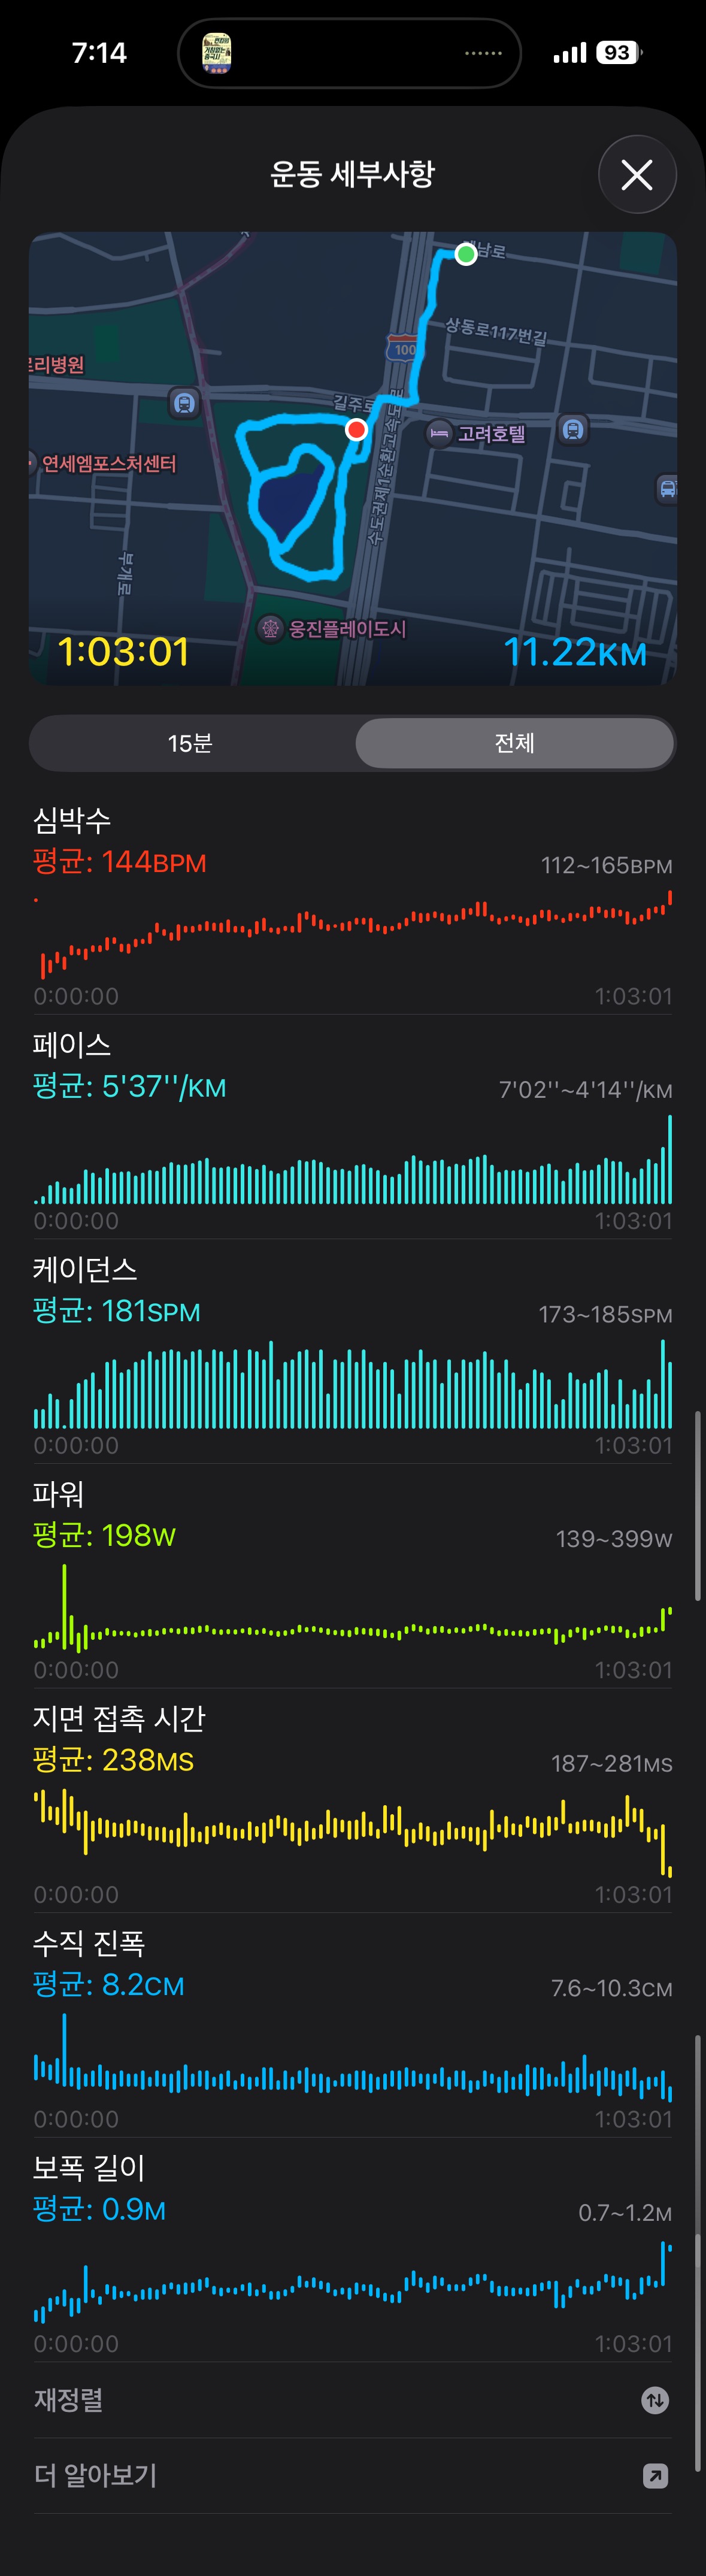 7:14
93
운동 세부사항
상동로117번길
100
길주로
고려호텔
연세엠포스처센터
수도권제1순환고속도로
부개로
웅진플레이도시
1:03:01 11.22KM
15분 전체
심박수
평균: 144BPM 112~165BPM
0:00:00 1:03:01
페이스
평균: 5'37''/KM 7'02''~4'14''/KM
0:00:00 1:03:01
케이던스
평균: 181SPM 173~185SPM
0:00:00 1:03:01
파워
평균: 198W 139~399W
0:00:00 1:03:01
지면 접촉 시간
평균: 238MS 187~281MS
0:00:00 1:03:01
수직 진폭
평균: 8.2CM 7.6~10.3CM
0:00:00 1:03:01
보폭 길이
평균: 0.9M 0.7~1.2M
0:00:00 1:03:01
재정렬
더 알아보기